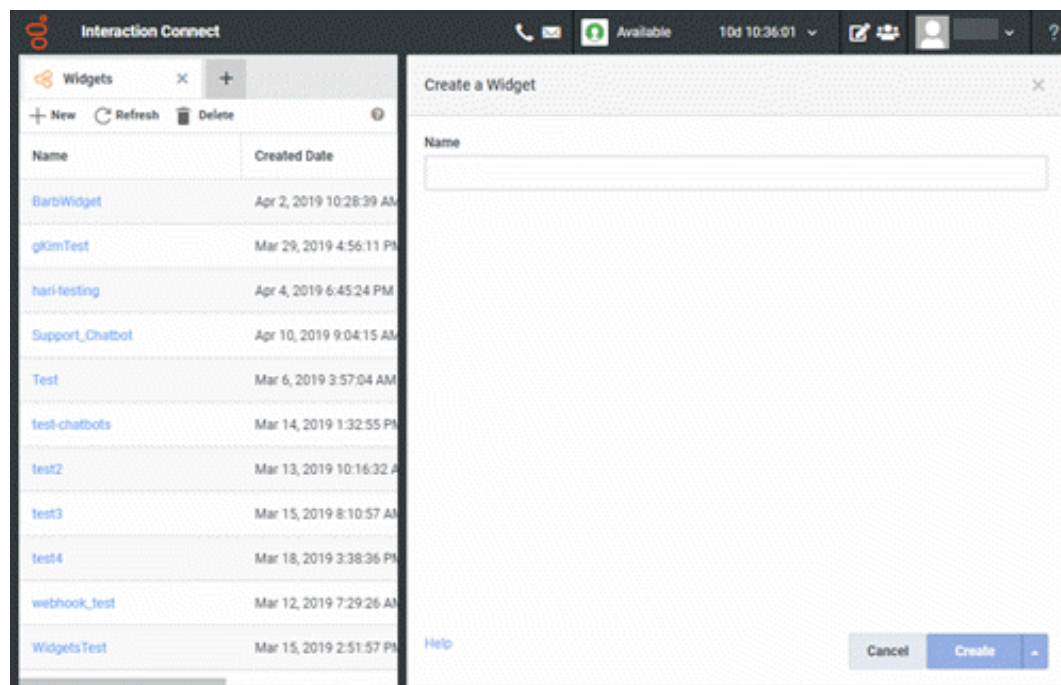 Interaction Connect
Available
10d 10:36:01
?
Widgets
New
Refresh
Delete
Name
Created Date
BarbWidget
Apr 2, 2019 10:28:39 AM
gKimTest
Mar 29, 2019 4:56:11 PM
hari-testing
Apr 4, 2019 6:45:24 PM
Support_Chatbot
Apr 10, 2019 9:04:15 AM
Test
Mar 6, 2019 3:57:04 AM
test-chatbots
Mar 14, 2019 1:32:55 PM
test2
Mar 13, 2019 10:16:32 A
test3
Mar 15, 2019 8:10:57 AM
test4
Mar 18, 2019 3:38:36 PM
webhook_test
Mar 12, 2019 7:29:26 AM
WidgetsTest
Mar 15, 2019 2:51:57 PM
Create a Widget
Name
Help
Cancel
Create